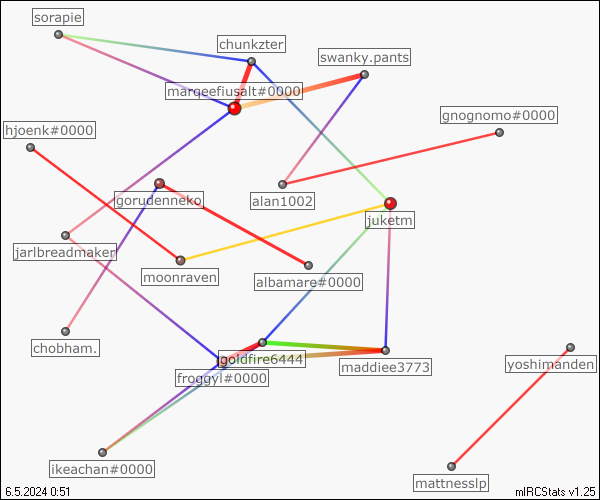 sorapie
chunkzter
swanky.pants
marqeefiusalt#0000
gnognomo#0000
hjoenk#0000
gorudenneko
alan1002
juketm
jarlbreadmaker
moonraven
albamare#0000
chobham.
goldfire6444
maddiee3773
yoshimanden
froggyl#0000
ikeachan#0000
mattnesslp
6.5.2024 0:51
mIRCStats v1.25